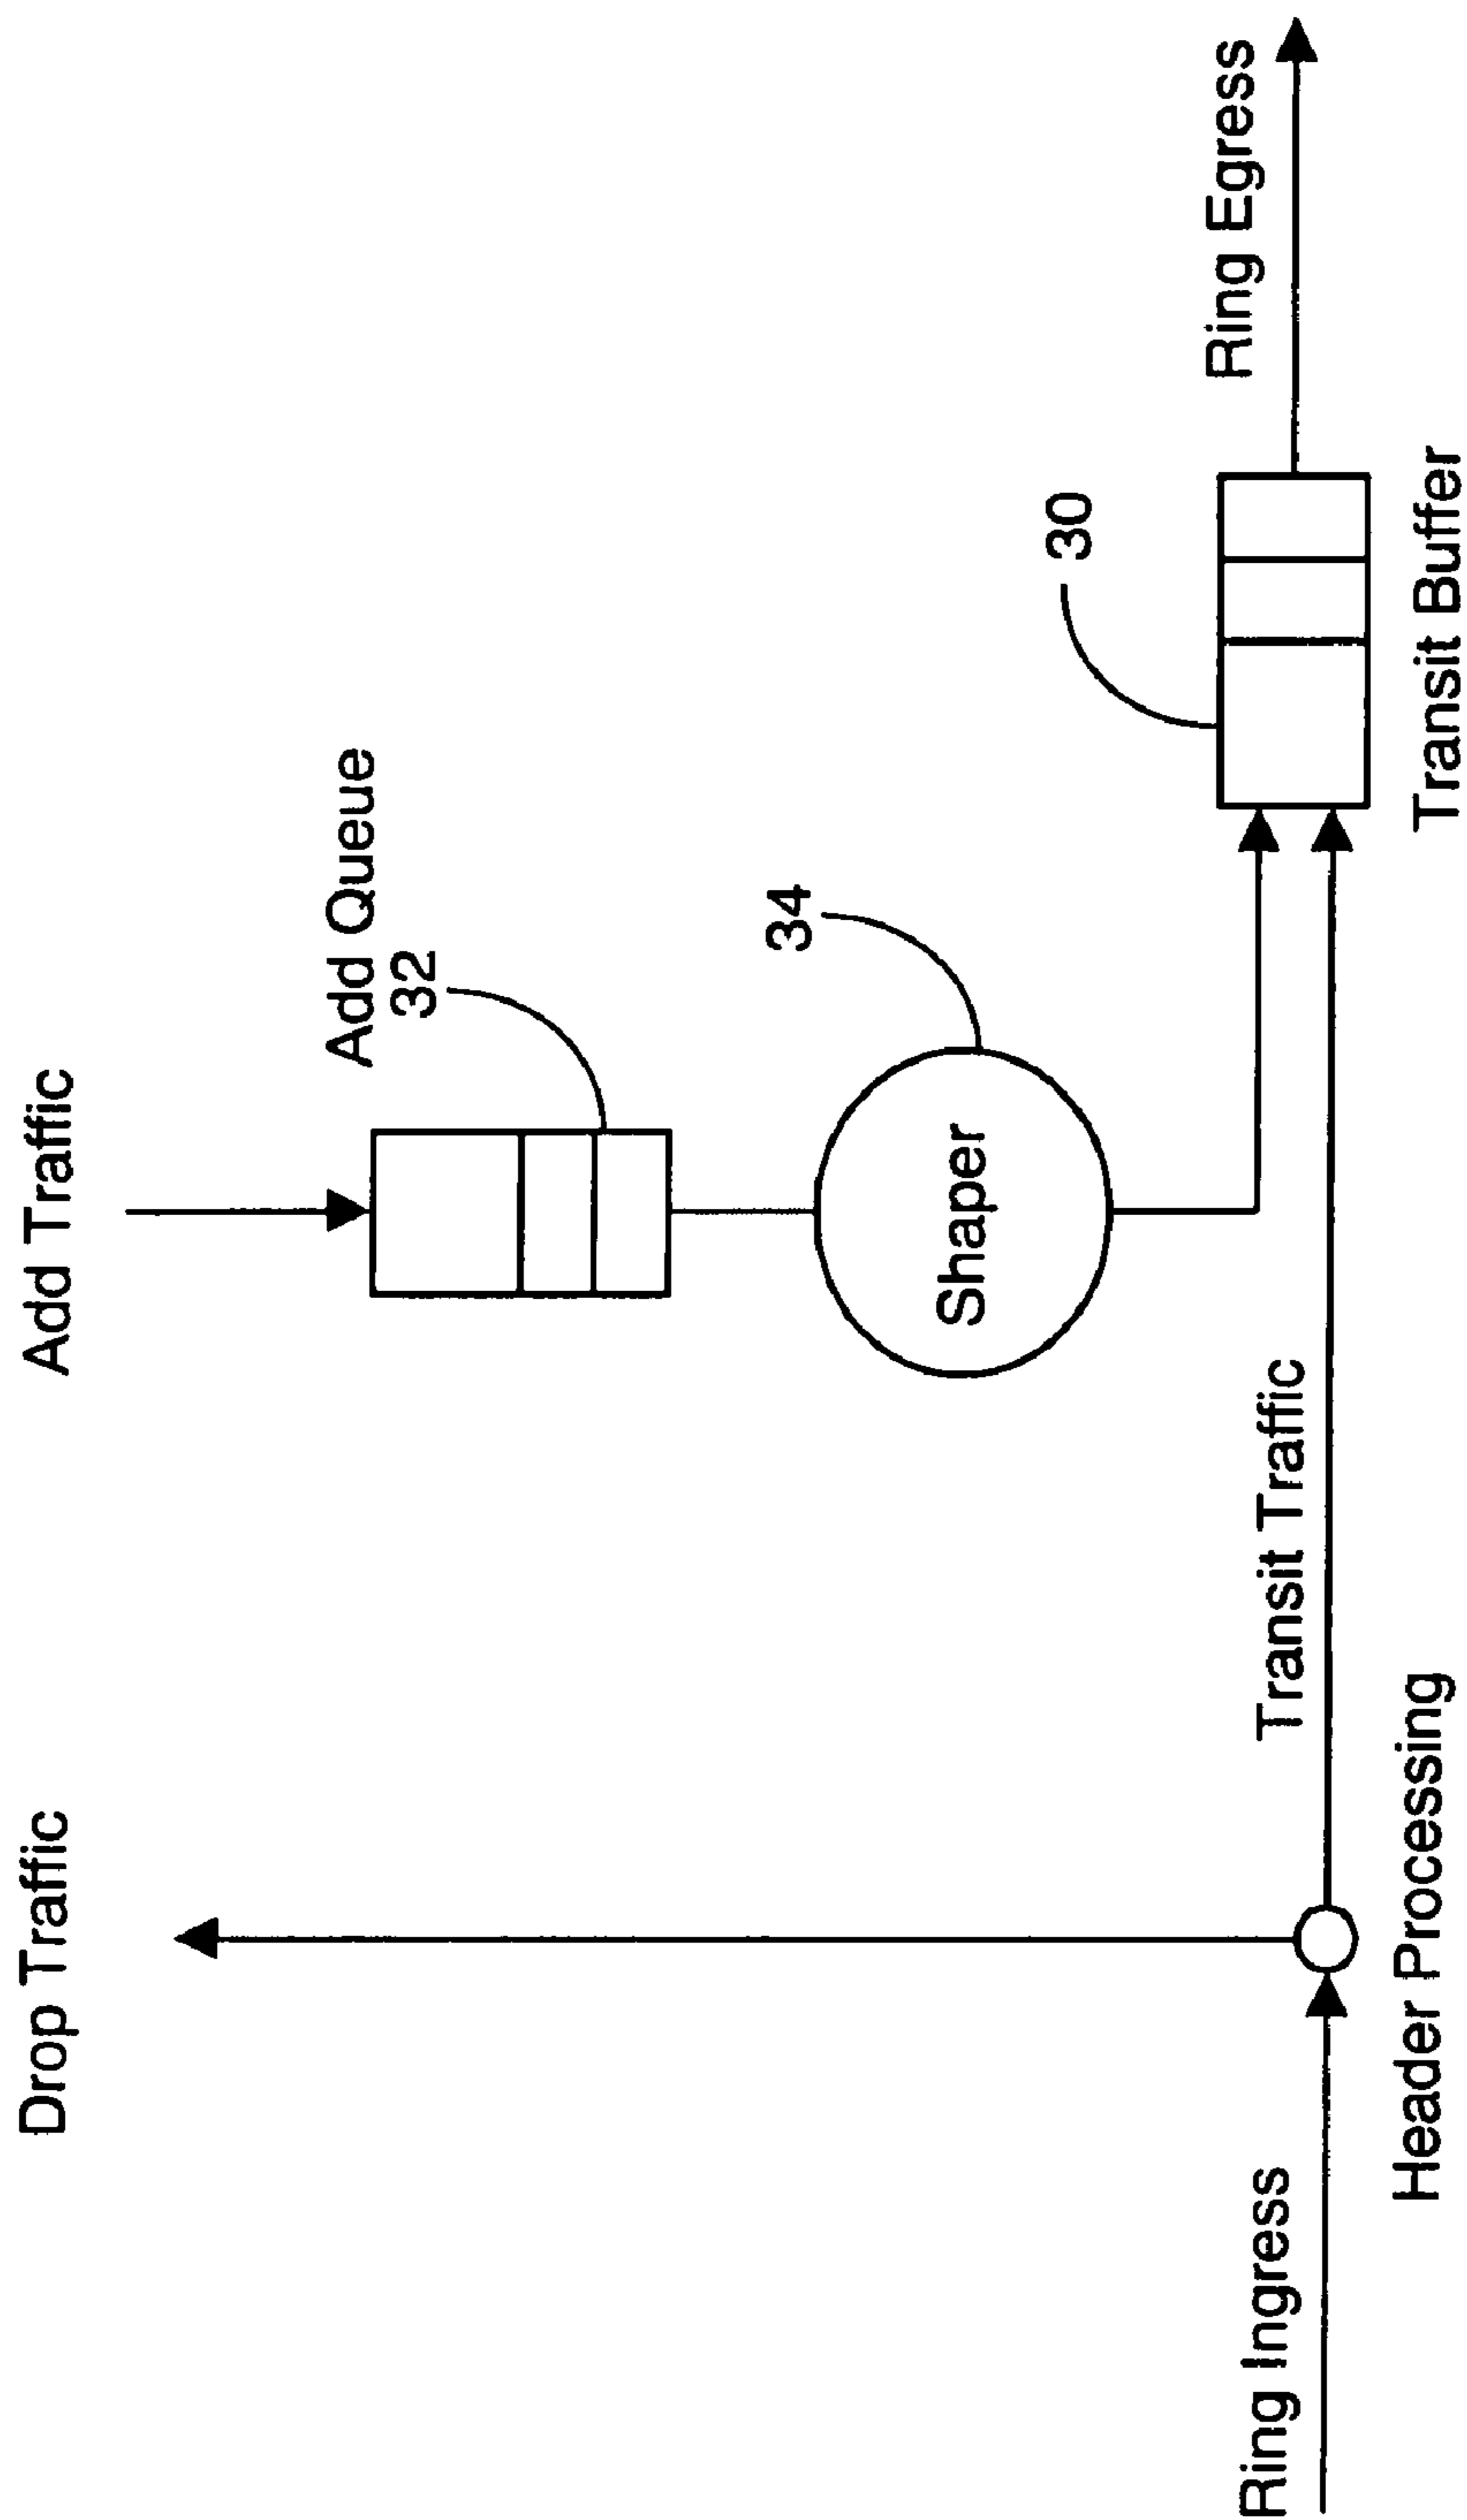 Drop Traffic
Add Traffic
Add Queue
32
34
Shaper
30
Ring Ingress
Transit Traffic
Ring Egress
Header Processing
Transit Buffer